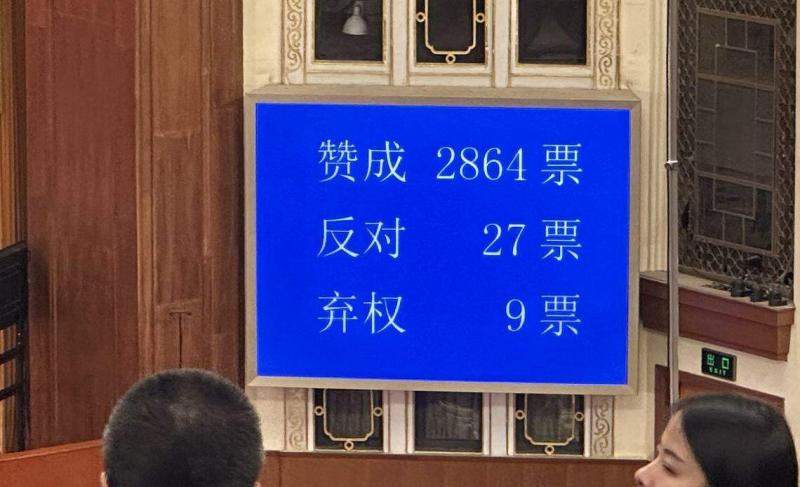 赞成 2864 票
反对 27 票
弃权 9 票
出口
EXIT